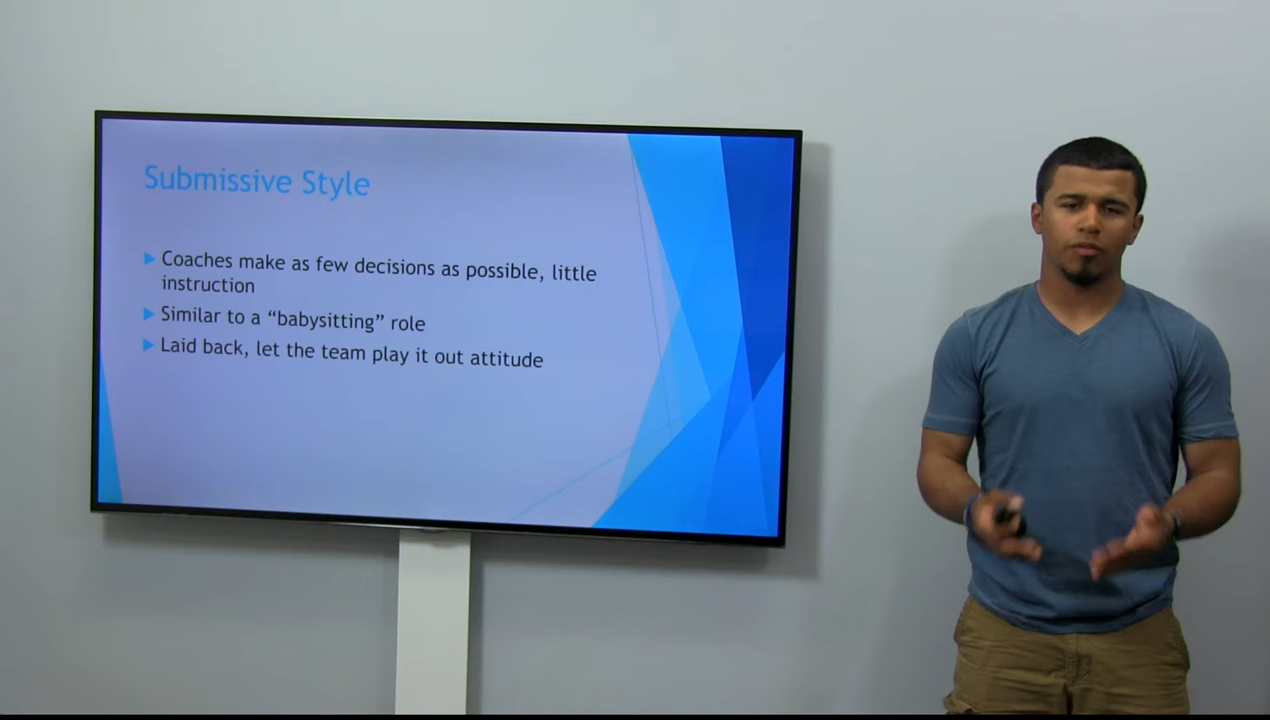 Submissive Style
Coaches make as few decisions as possible, little
instruction
Similar to a “babysitting” role
Laid back, let the team play it out attitude